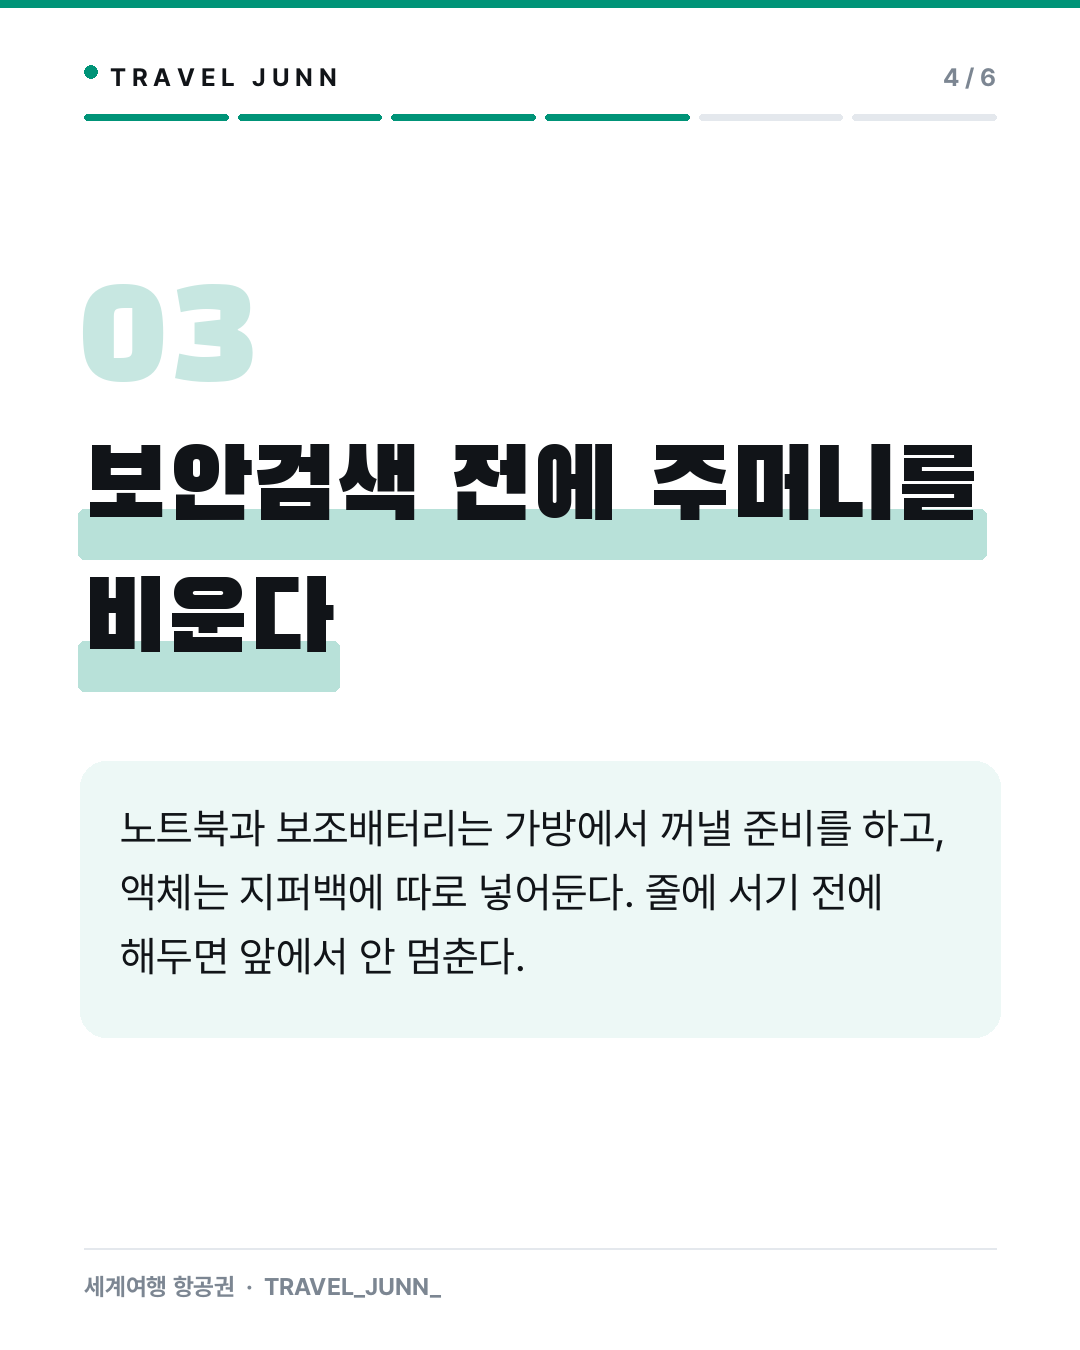 TRAVEL JUNN
4 / 6
03
보안검색 전에 주머니를
비운다
노트북과 보조배터리는 가방에서 꺼낼 준비를 하고,
액체는 지퍼백에 따로 넣어둔다. 줄에 서기 전에
해두면 앞에서 안 멈춘다.
세계여행 항공권 · TRAVEL_JUNN_